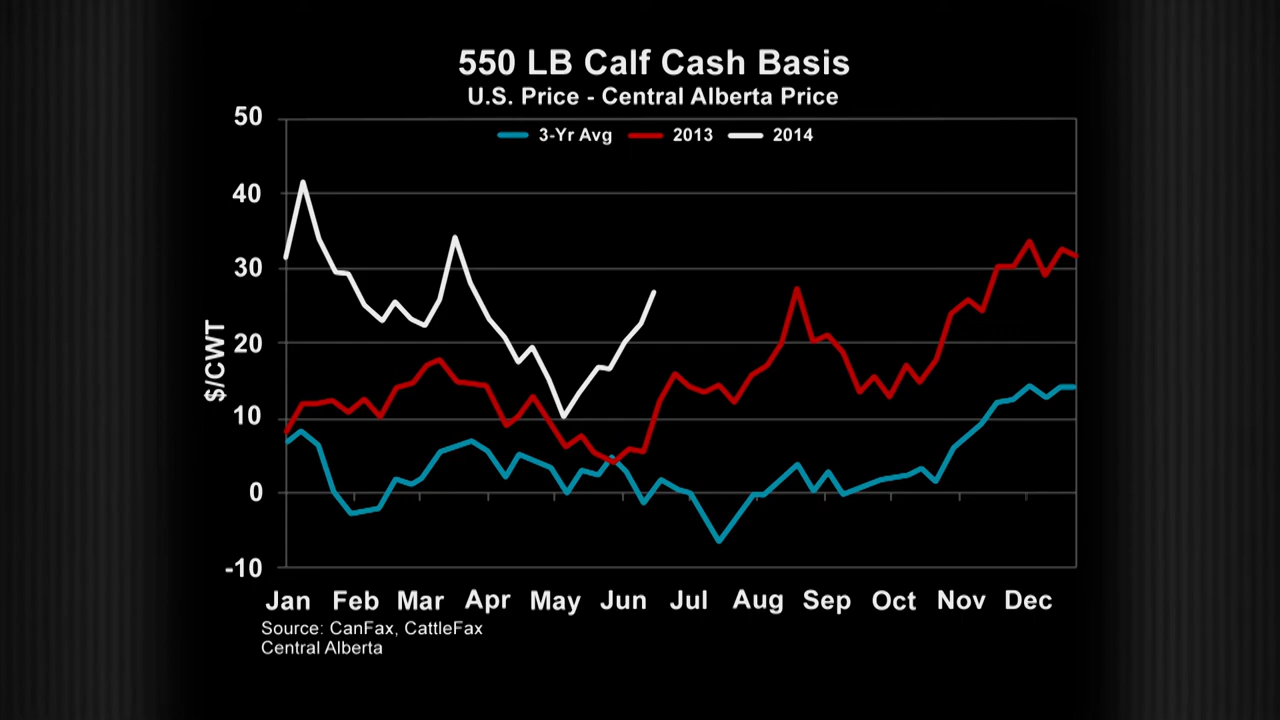 550 LB Calf Cash Basis
U.S. Price - Central Alberta Price
3-Yr Avg 2013 2014
50
40
30
20
10
0
-10
$/CWT
Jan Feb Mar Apr May Jun Jul Aug Sep Oct Nov Dec
Source: CanFax, CattleFax
Central Alberta